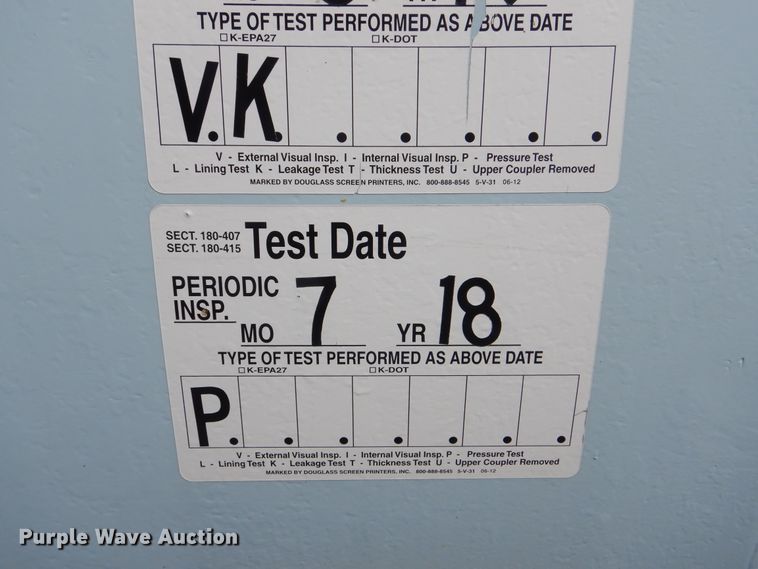 TYPE OF TEST PERFORMED AS ABOVE DATE
□ K-EPA27 □ K-DOT
V. K. . . . . .
V - External Visual Insp. I - Internal Visual Insp. P - Pressure Test
L - Lining Test K - Leakage Test T - Thickness Test U - Upper Coupler Removed
MARKED BY DOUGLASS SCREEN PRINTERS, INC. 800-888-8545 5-V-31 06-12
SECT. 180-407
SECT. 180-415 Test Date
PERIODIC
INSP. MO 7 YR 18
TYPE OF TEST PERFORMED AS ABOVE DATE
□ K-EPA27 □ K-DOT
P. . . . . . .
V - External Visual Insp. I - Internal Visual Insp. P - Pressure Test
L - Lining Test K - Leakage Test T - Thickness Test U - Upper Coupler Removed
MARKED BY DOUGLASS SCREEN PRINTERS, INC. 800-888-8545 5-V-31 06-12
Purple Wave Auction